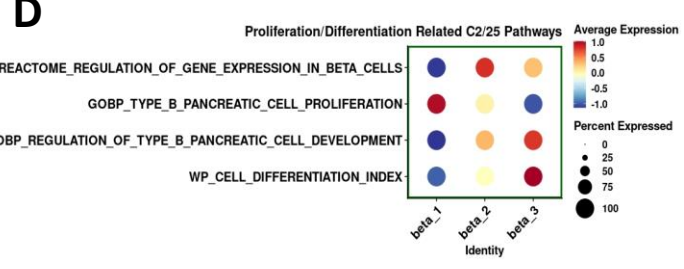 D
Proliferation/Differentiation Related C2/25 Pathways
REACTOME_REGULATION_OF_GENE_EXPRESSION_IN_BETA_CELLS
GOBP_TYPE_B_PANCREATIC_CELL_PROLIFERATION
OBP_REGULATION_OF_TYPE_B_PANCREATIC_CELL_DEVELOPMENT
WP_CELL_DIFFERENTIATION_INDEX
beta_1
beta_2
beta_3
Identity
Average Expression
1.0
0.5
0.0
-0.5
-1.0
Percent Expressed
0
25
50
75
100